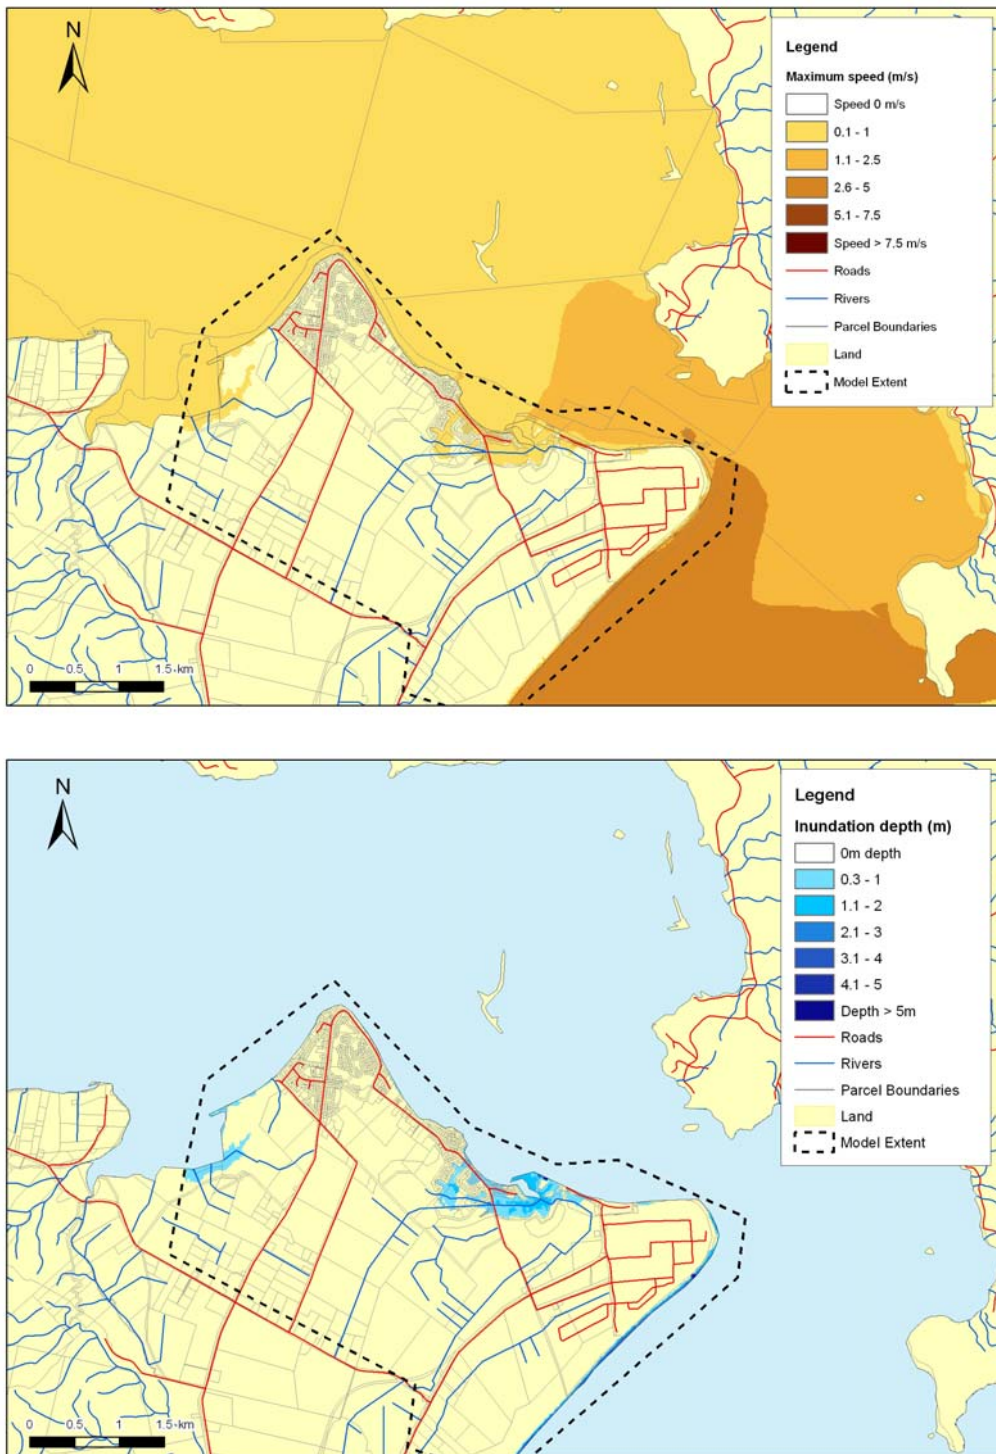 N
Legend
Maximum speed (m/s)
Speed 0 m/s
0.1 - 1
1.1 - 2.5
2.6 - 5
5.1 - 7.5
Speed > 7.5 m/s
Roads
Rivers
Parcel Boundaries
Land
Model Extent
0 0.5 1 1.5 km
N
Legend
Inundation depth (m)
0m depth
0.3 - 1
1.1 - 2
2.1 - 3
3.1 - 4
4.1 - 5
Depth > 5m
Roads
Rivers
Parcel Boundaries
Land
Model Extent
0 0.5 1 1.5 km